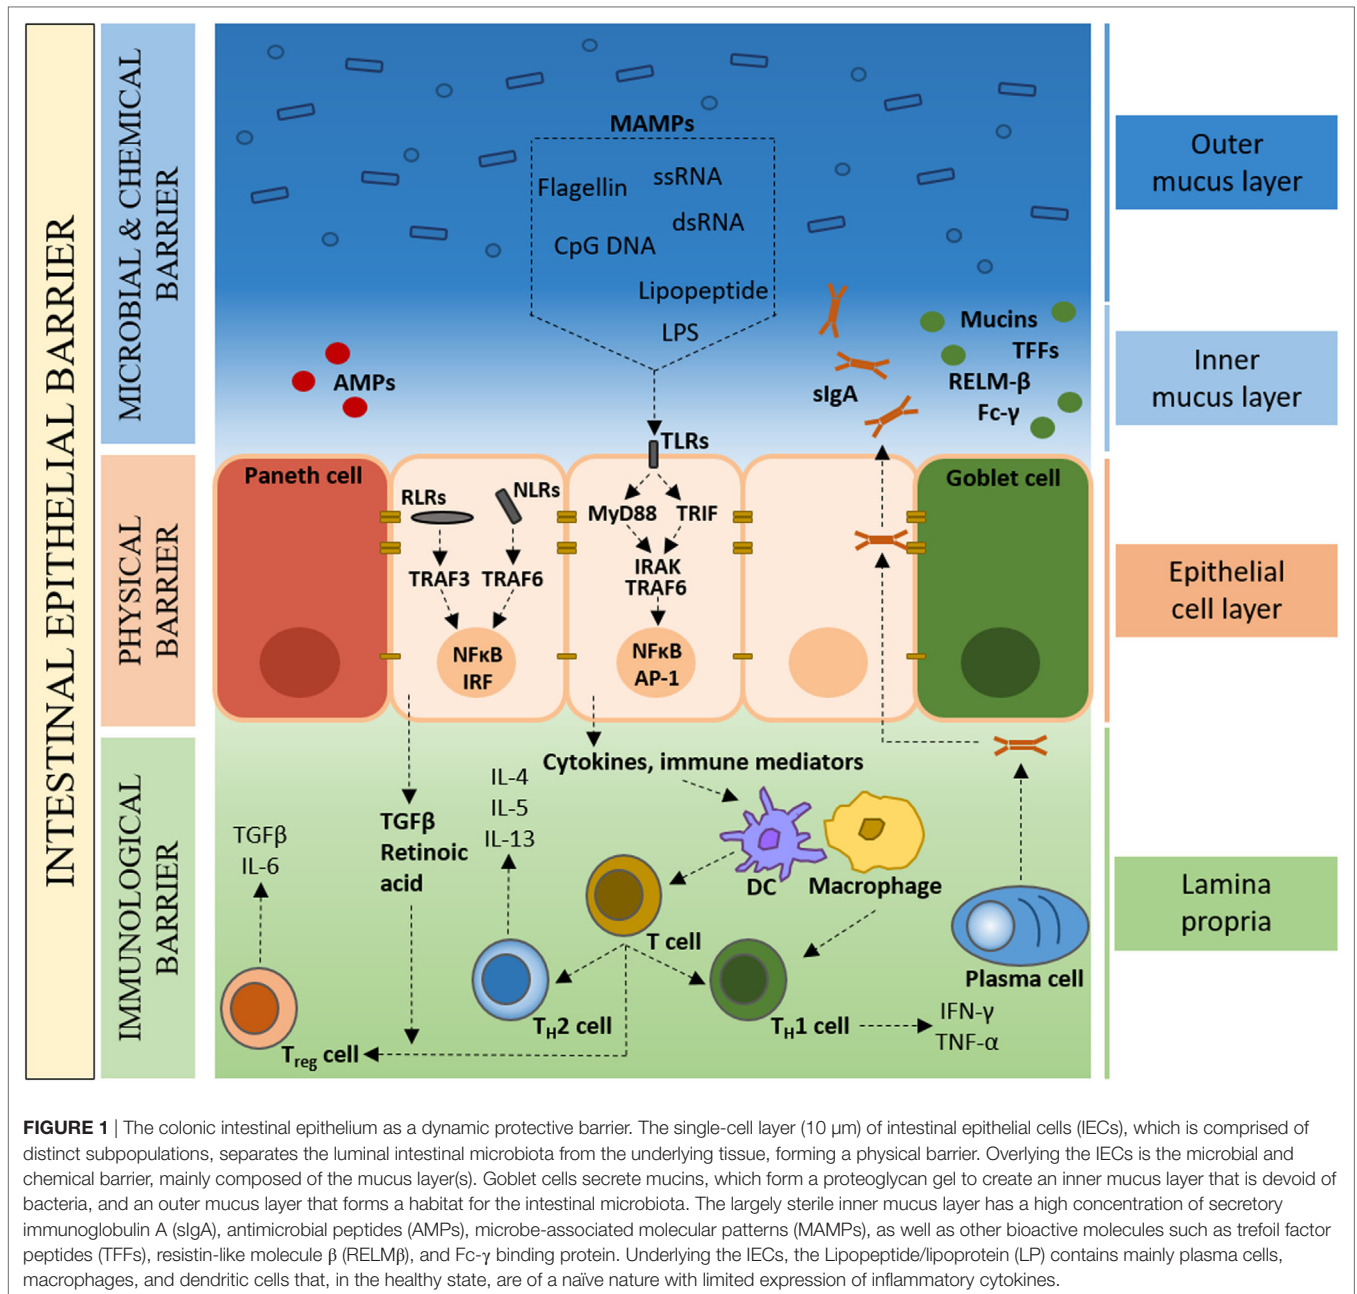 INTESTINAL EPITHELIAL BARRIER
MICROBIAL & CHEMICAL
BARRIER
PHYSICAL
BARRIER
IMMUNOLOGICAL
BARRIER
MAMPs
Flagellin
ssRNA
dsRNA
CpG DNA
Lipopeptide
LPS
AMPs
sIgA
Mucins
TFFs
RELM-β
Fc-γ
Outer
mucus layer
Inner
mucus layer
TLRs
Paneth cell
RLRs
NLRs
MyD88
TRIF
Goblet cell
TRAF3
TRAF6
IRAK
TRAF6
NFκB
IRF
NFκB
AP-1
Epithelial
cell layer
Cytokines, immune mediators
IL-4
IL-5
IL-13
TGFβ
IL-6
TGFβ
Retinoic
acid
DC
Macrophage
T cell
Plasma cell
Lamina
propria
TH2 cell
TH1 cell
IFN-γ
TNF-α
Treg cell
FIGURE 1 | The colonic intestinal epithelium as a dynamic protective barrier. The single-cell layer (10 µm) of intestinal epithelial cells (IECs), which is comprised of
distinct subpopulations, separates the luminal intestinal microbiota from the underlying tissue, forming a physical barrier. Overlying the IECs is the microbial and
chemical barrier, mainly composed of the mucus layer(s). Goblet cells secrete mucins, which form a proteoglycan gel to create an inner mucus layer that is devoid of
bacteria, and an outer mucus layer that forms a habitat for the intestinal microbiota. The largely sterile inner mucus layer has a high concentration of secretory
immunoglobulin A (sIgA), antimicrobial peptides (AMPs), microbe-associated molecular patterns (MAMPs), as well as other bioactive molecules such as trefoil factor
peptides (TFFs), resistin-like molecule β (RELMβ), and Fc-γ binding protein. Underlying the IECs, the Lipopeptide/lipoprotein (LP) contains mainly plasma cells,
macrophages, and dendritic cells that, in the healthy state, are of a naïve nature with limited expression of inflammatory cytokines.